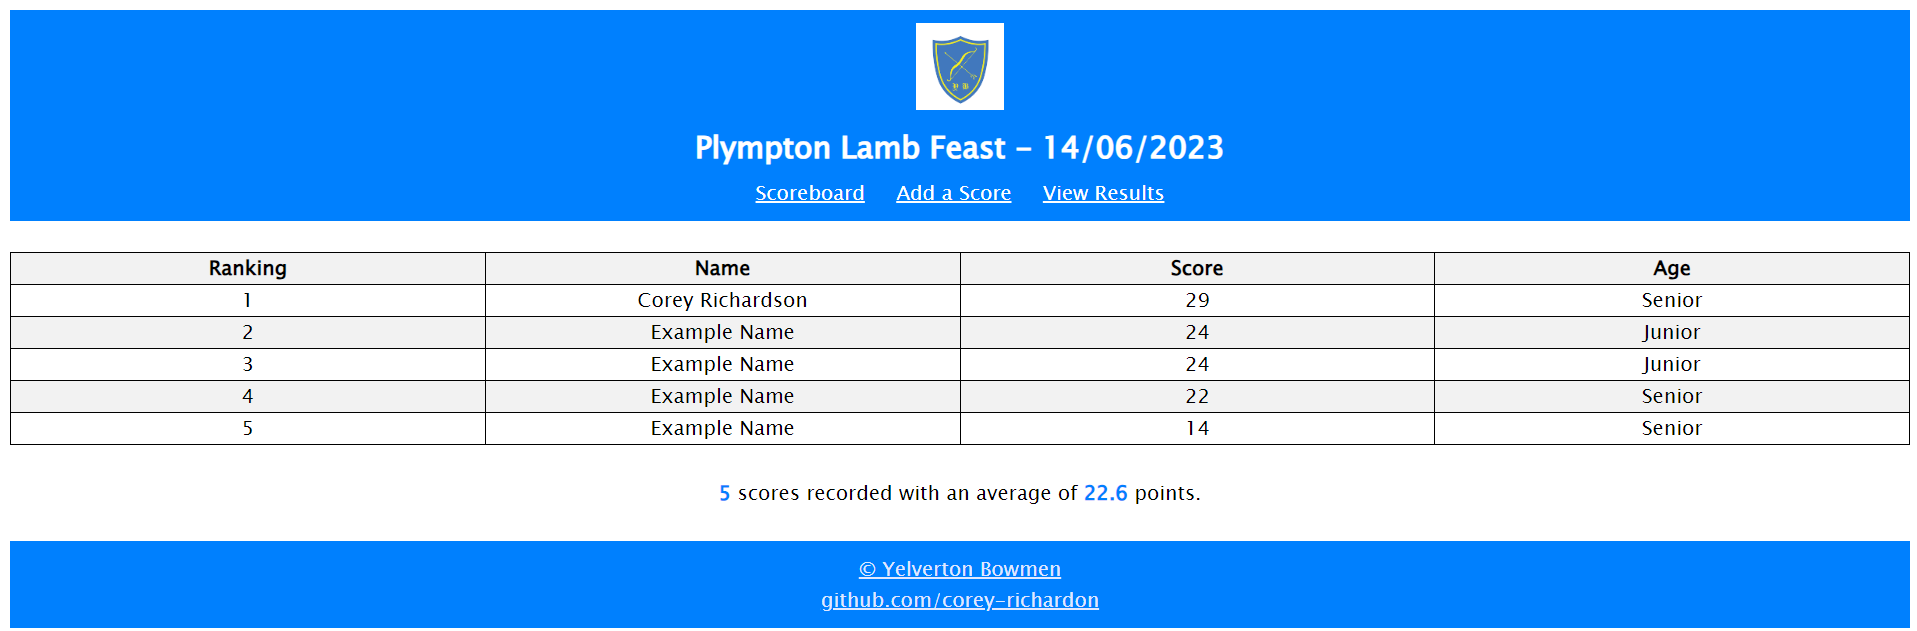 Plympton Lamb Feast - 14/06/2023
Scoreboard Add a Score View Results
Ranking Name Score Age
1 Corey Richardson 29 Senior
2 Example Name 24 Junior
3 Example Name 24 Junior
4 Example Name 22 Senior
5 Example Name 14 Senior
5 scores recorded with an average of 22.6 points.
© Yelverton Bowmen
github.com/corey-richardon